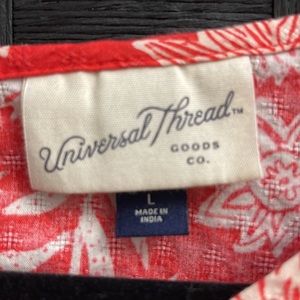 Universal Thread™
GOODS
CO.
L
MADE IN
INDIA